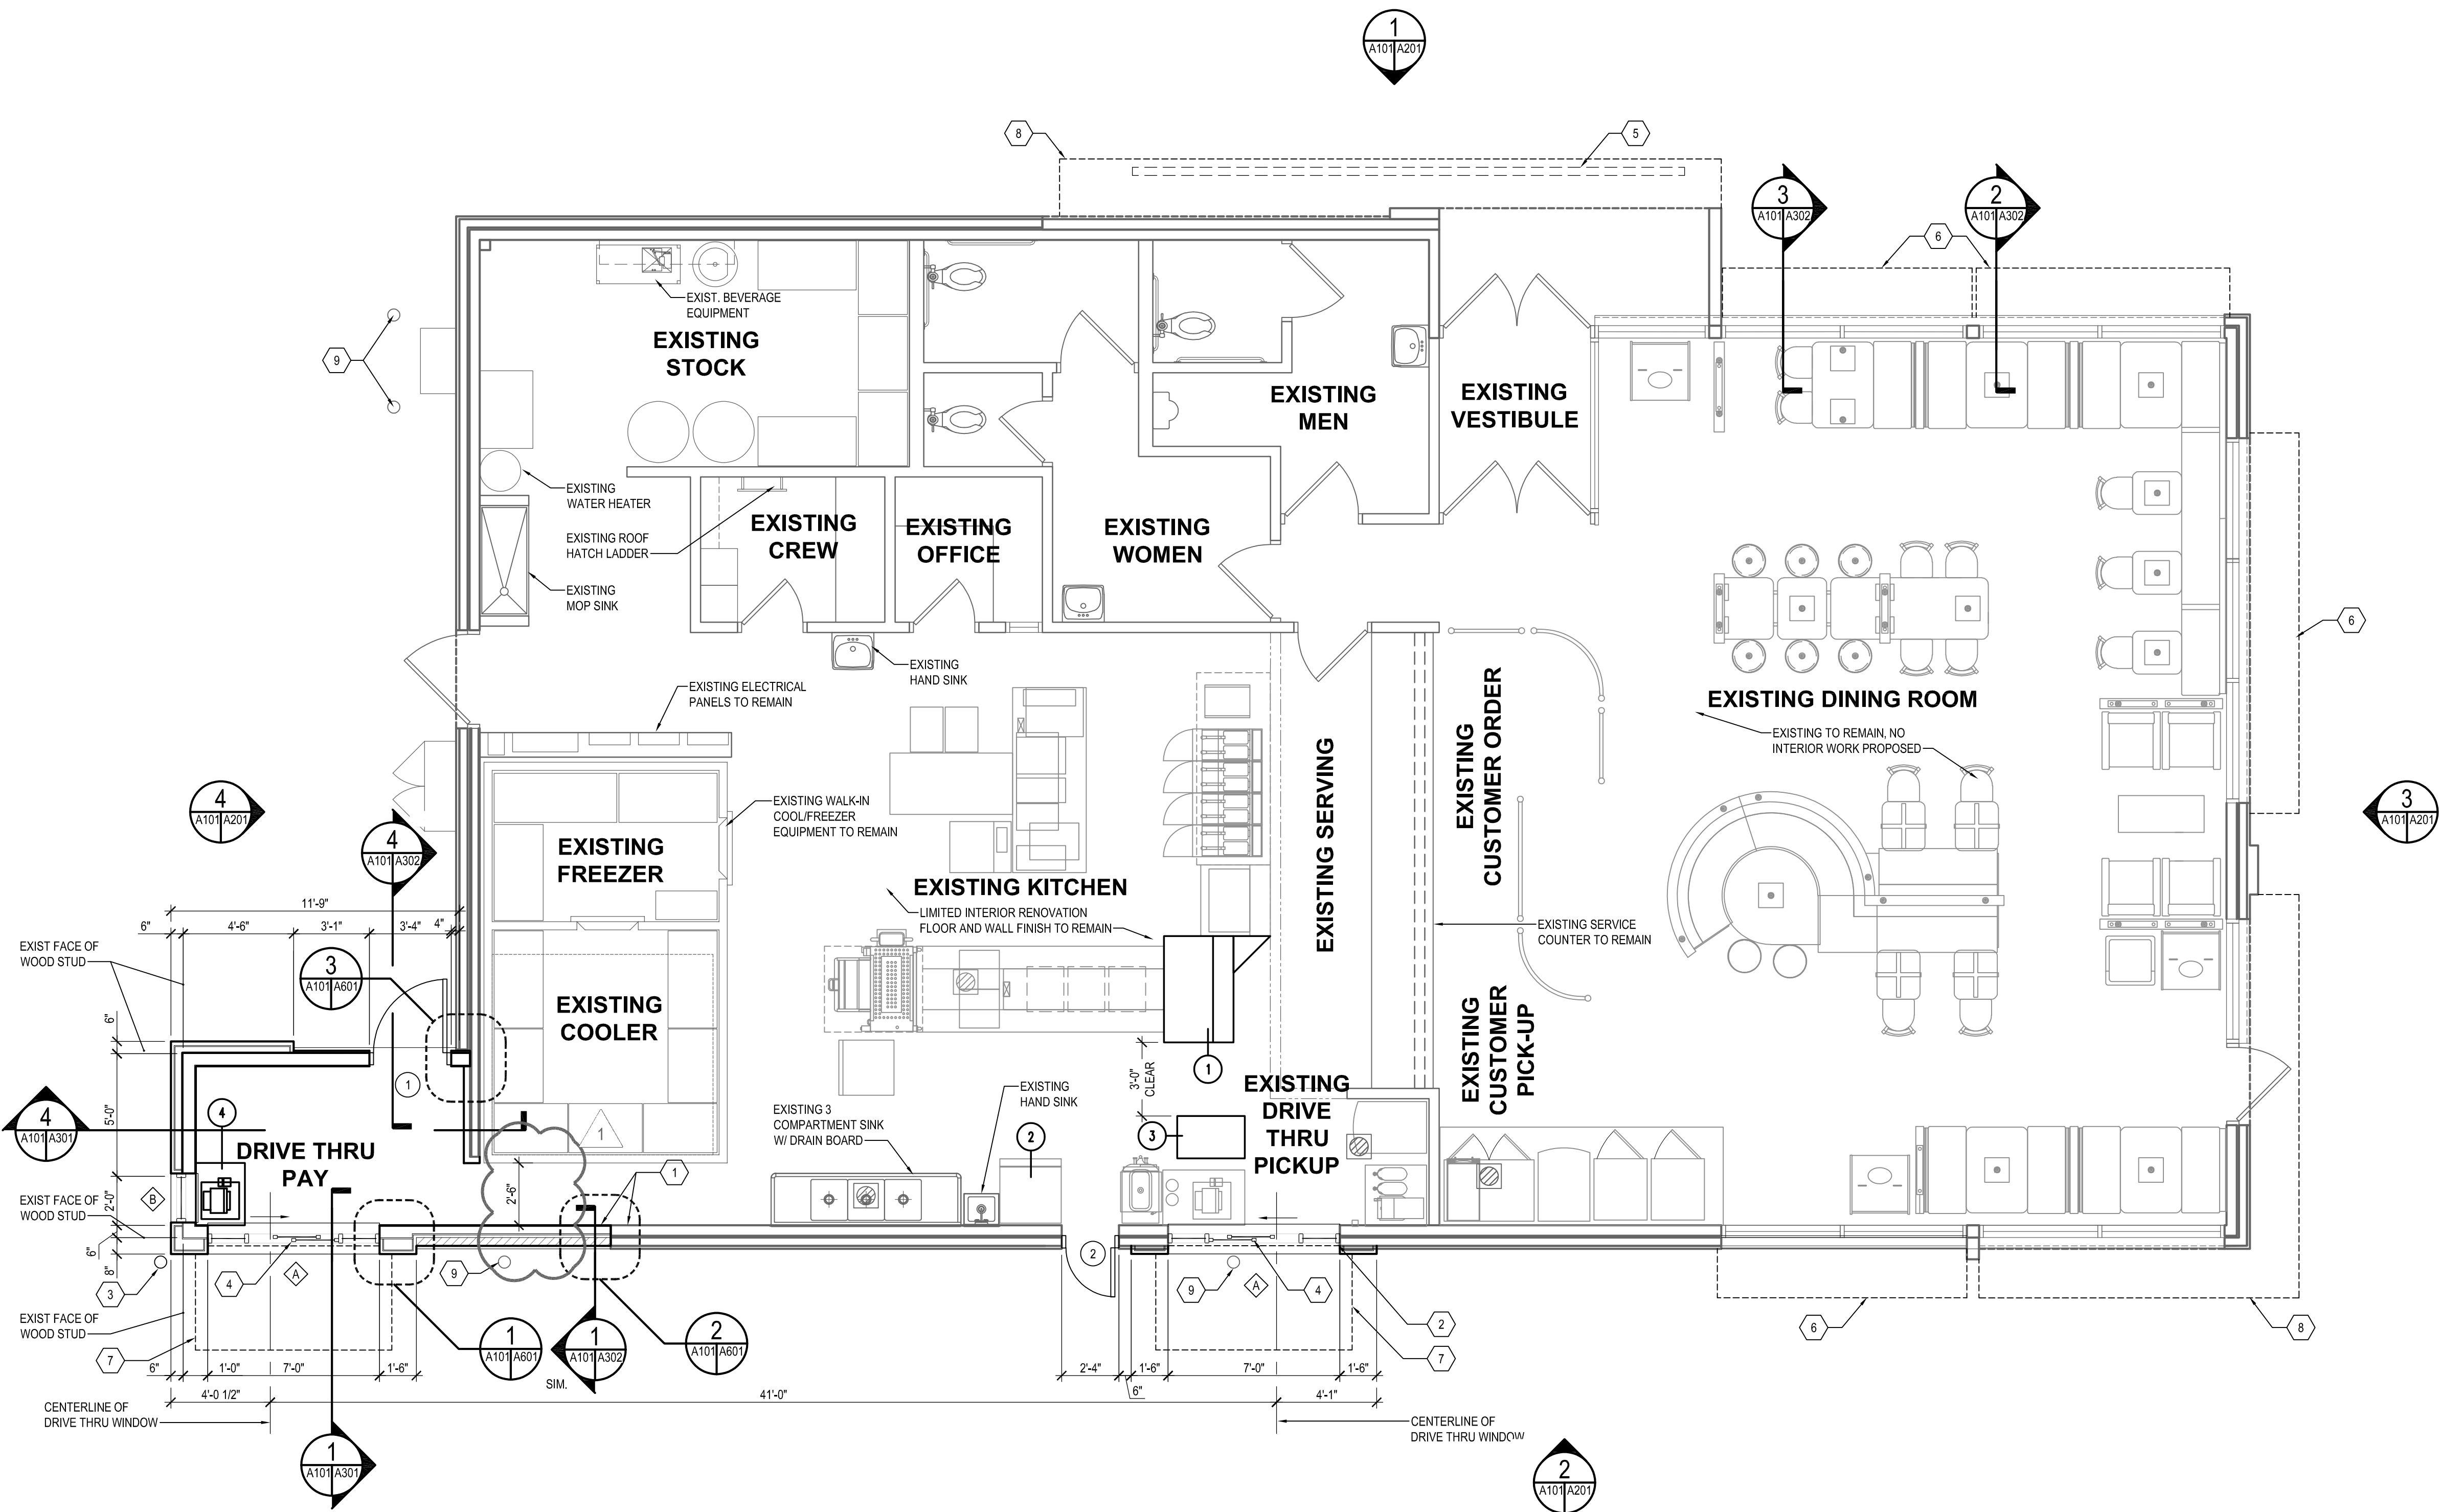 1
A101 A201
8
5
3
A101 A302
2
A101 A302
6
EXIST. BEVERAGE
EQUIPMENT
EXISTING
STOCK
9
EXISTING
MEN
EXISTING
VESTIBULE
EXISTING
WATER HEATER
EXISTING ROOF
HATCH LADDER
EXISTING
CREW
EXISTING
OFFICE
EXISTING
WOMEN
EXISTING
MOP SINK
6
EXISTING
HAND SINK
EXISTING ELECTRICAL
PANELS TO REMAIN
EXISTING DINING ROOM
EXISTING TO REMAIN, NO
INTERIOR WORK PROPOSED
EXISTING
CUSTOMER ORDER
EXISTING SERVING
4
A101 A201
3
A101 A201
EXISTING WALK-IN
COOL/FREEZER
EQUIPMENT TO REMAIN
4
A101 A302
EXISTING
FREEZER
EXISTING KITCHEN
LIMITED INTERIOR RENOVATION
FLOOR AND WALL FINISH TO REMAIN
EXISTING SERVICE
COUNTER TO REMAIN
11'-9"
6"
4'-6"
3'-1"
3'-4"
4"
EXIST FACE OF
WOOD STUD
3
A101 A601
EXISTING
COOLER
EXISTING
CUSTOMER
PICK-UP
6"
5'-0"
2'-0"
6"
8"
1
4
4
A101 A301
DRIVE THRU
PAY
1
3'-0"
CLEAR
1
EXISTING
DRIVE
THRU
PICKUP
EXISTING
HAND SINK
EXISTING 3
COMPARTMENT SINK
W/ DRAIN BOARD
2
3
1
2'-6"
B
EXIST FACE OF
WOOD STUD
3
4
A
9
2
9
A
4
2
7
6
8
EXIST FACE OF
WOOD STUD
7
1
A101 A601
1
A101 A302
SIM.
2
A101 A601
6"
1'-0"
7'-0"
1'-6"
2'-4"
1'-6"
6"
7'-0"
1'-6"
4'-0 1/2"
41'-0"
4'-1"
CENTERLINE OF
DRIVE THRU WINDOW
CENTERLINE OF
DRIVE THRU WINDOW
1
A101 A301
2
A101 A201